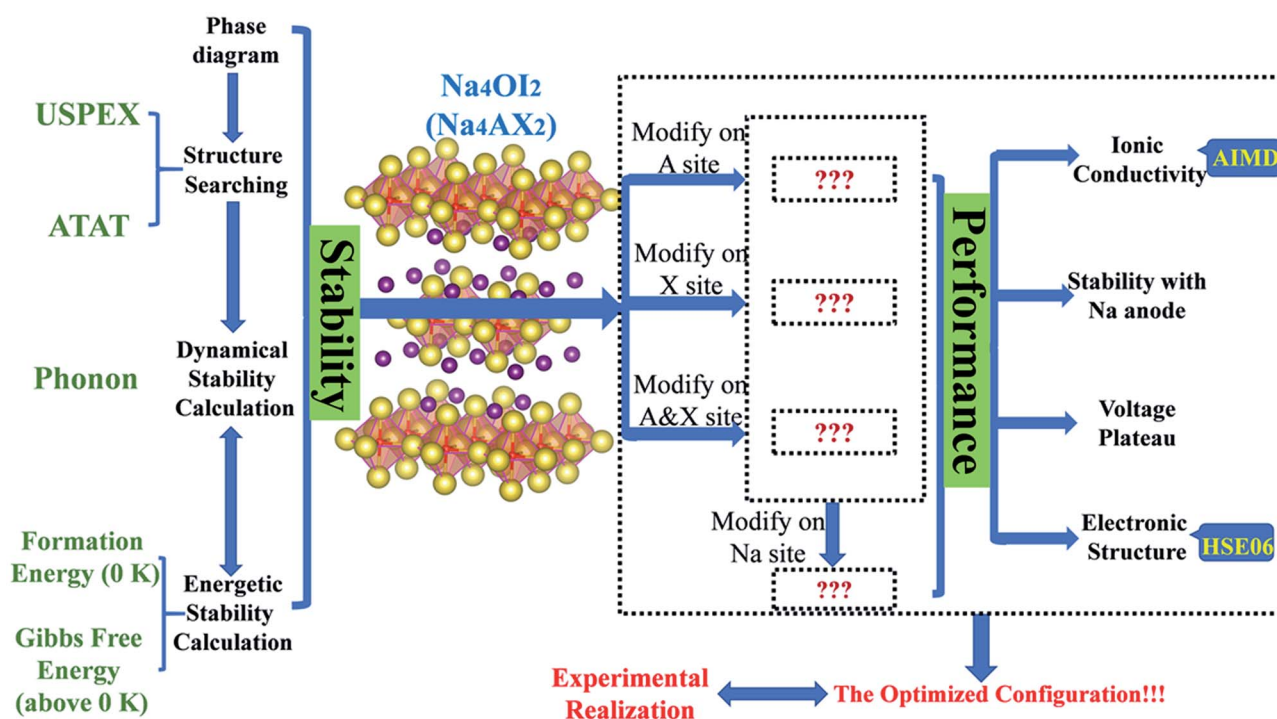 Phase
diagram
USPEX
ATAT
Structure
Searching
Phonon
Dynamical
Stability
Calculation
Formation
Energy (0 K)
Gibbs Free
Energy
(above 0 K)
Energetic
Stability
Calculation
Stability
Na₄OI₂
(Na₄AX₂)
Modify on
A site
???
Modify on
X site
???
Modify on
A&X site
???
Modify on
Na site
???
Performance
Ionic
Conductivity
AIMD
Stability with
Na anode
Voltage
Plateau
Electronic
Structure
HSE06
Experimental
Realization
The Optimized Configuration!!!